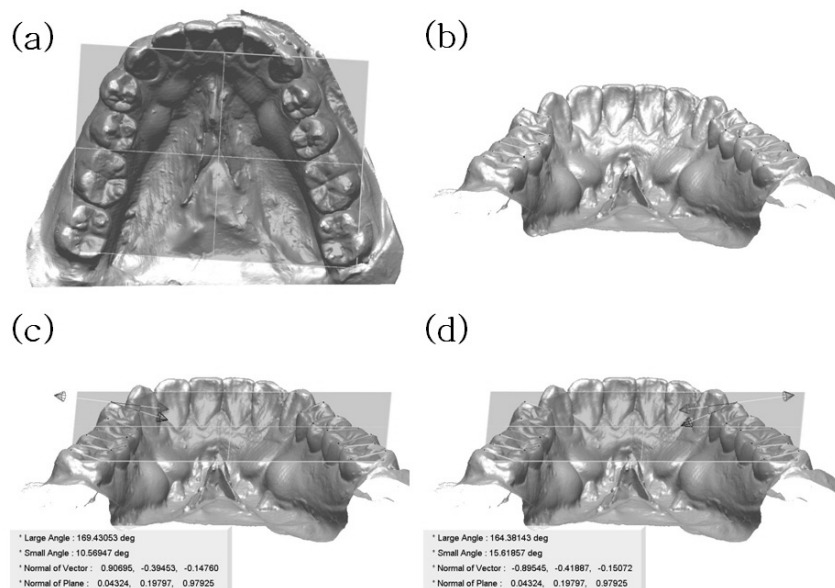 (a)
(b)
(c)
(d)
* Large Angle : 169.43053 deg
* Small Angle : 10.56947 deg
* Normal of Vector : 0.90695, -0.39453, -0.14760
* Normal of Plane : 0.04324, 0.19797, 0.97925
* Large Angle : 164.38143 deg
* Small Angle : 15.61857 deg
* Normal of Vector : -0.89545, -0.41887, -0.15072
* Normal of Plane : 0.04324, 0.19797, 0.97925